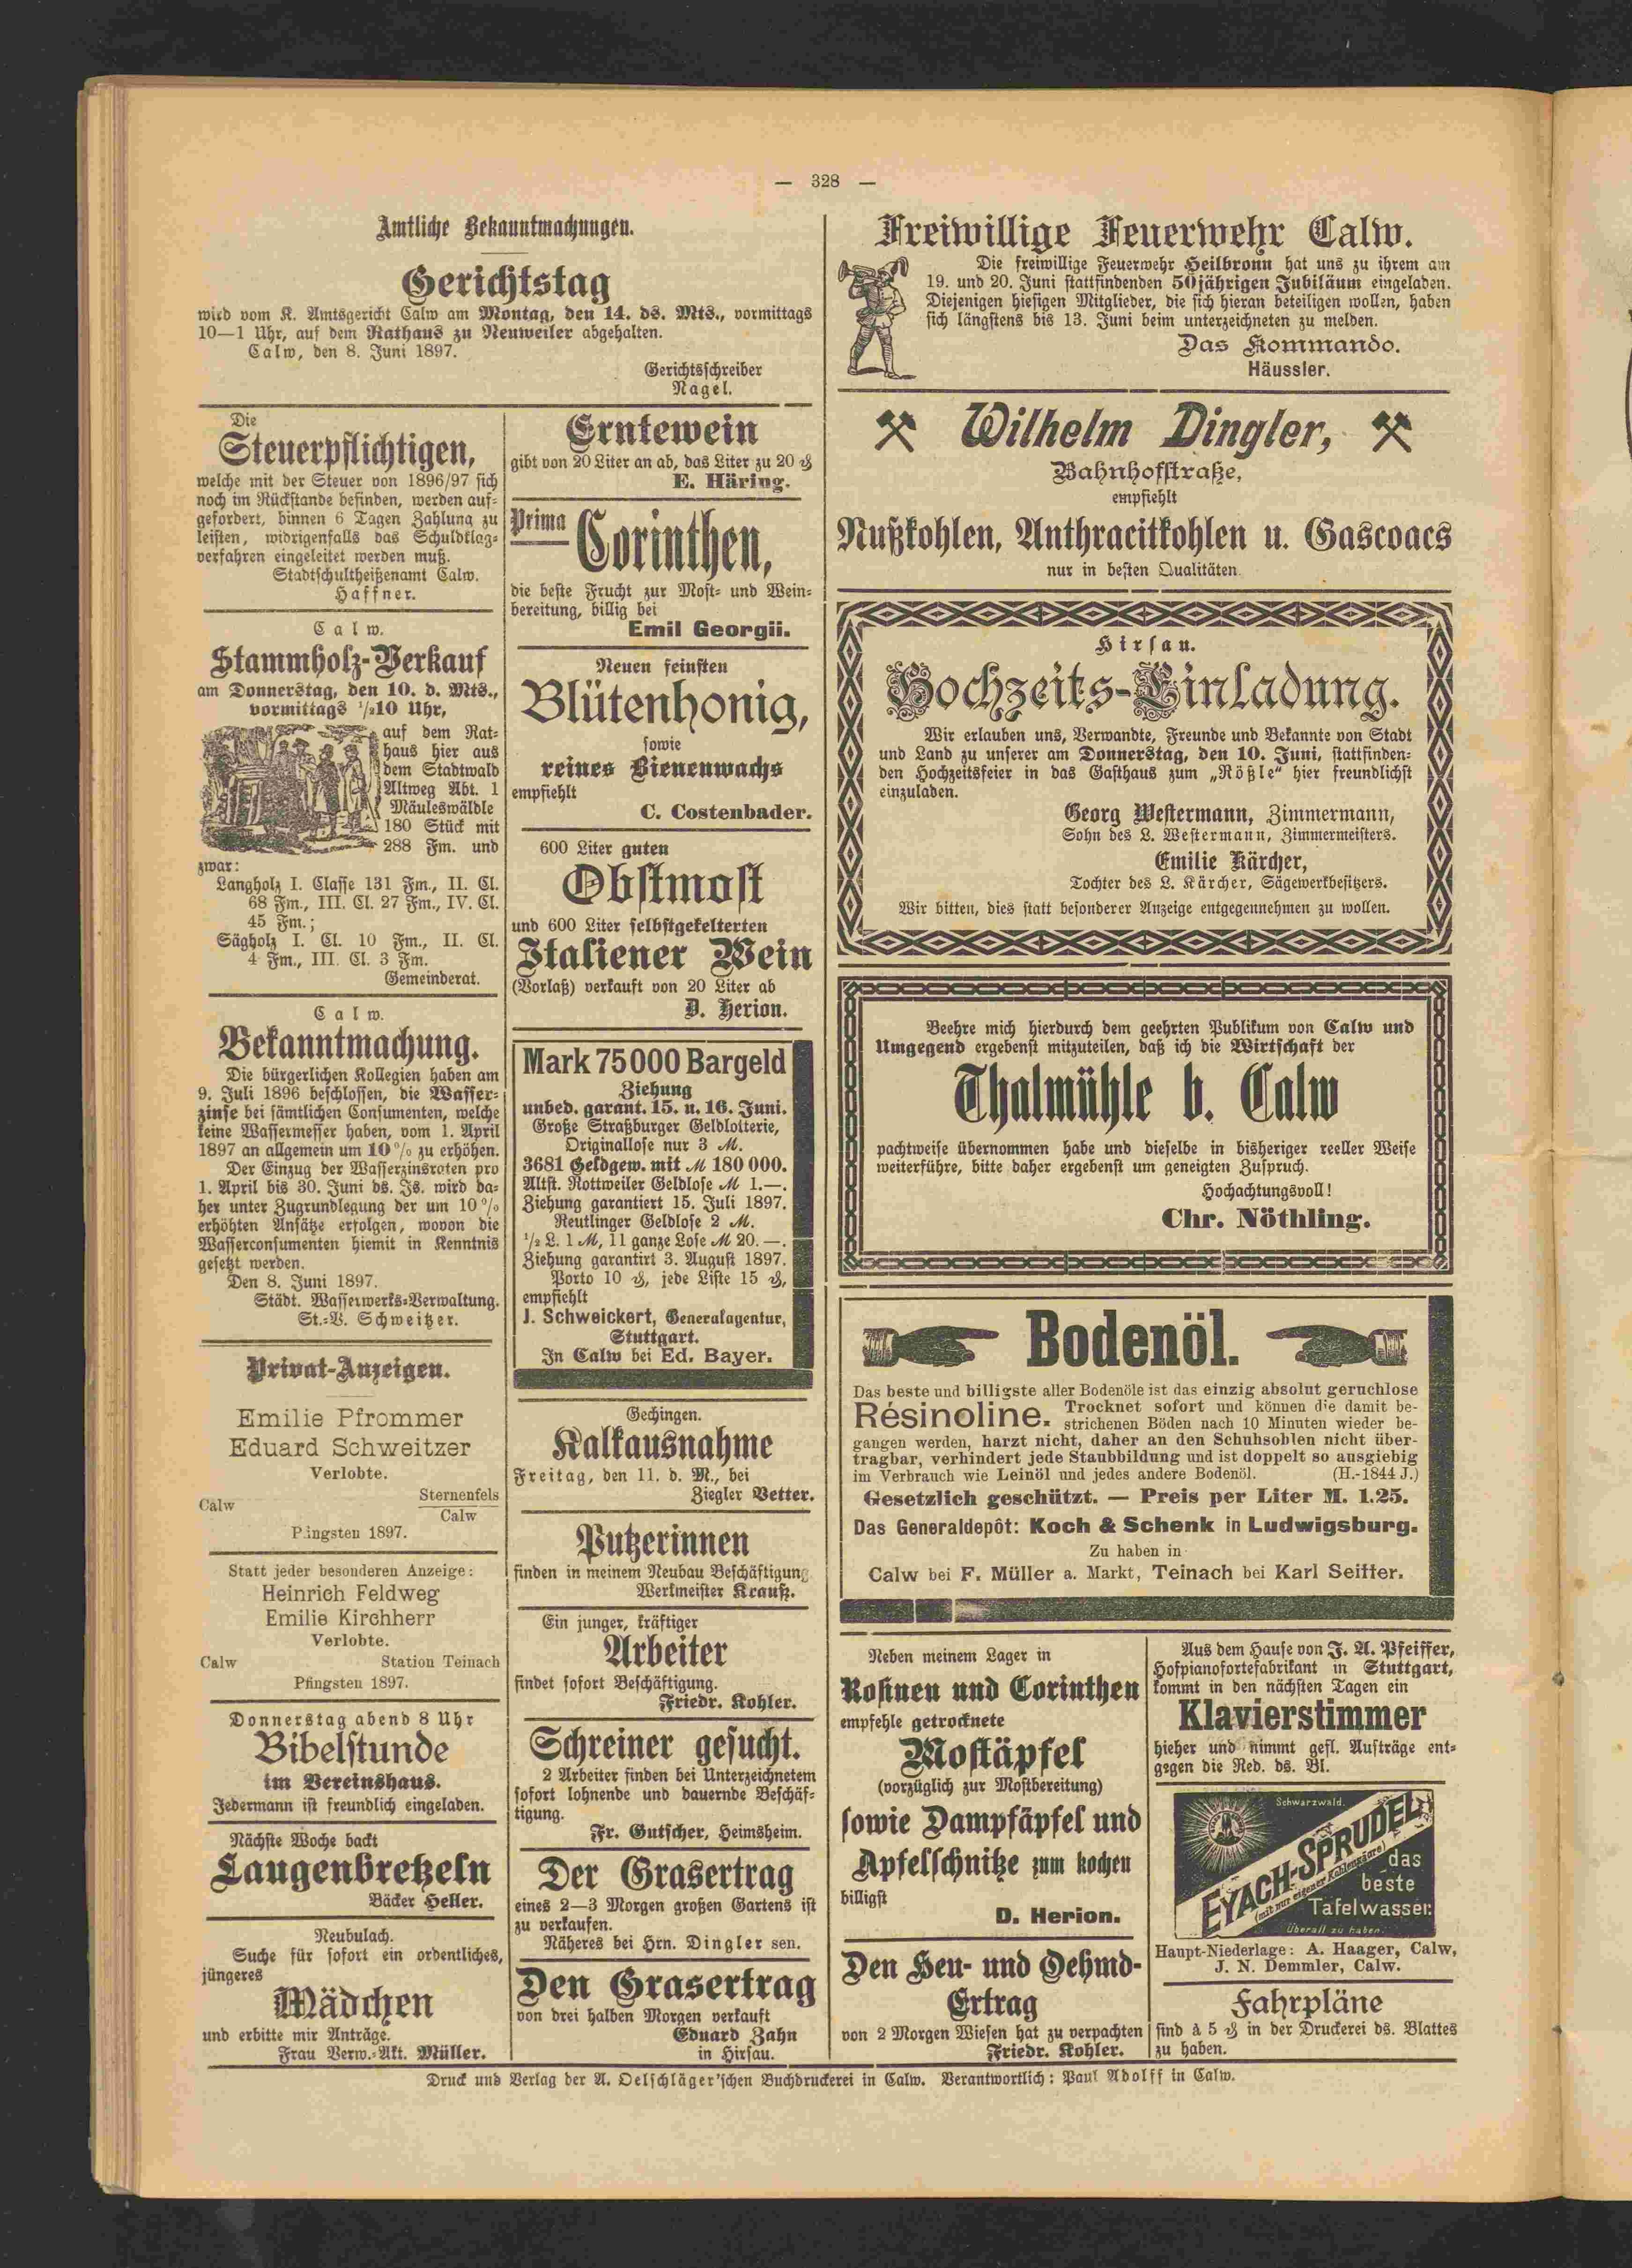 — 328 —
Amtliche Bekanntmachungen.
Gerichtstag
wird vom K. Amtsgericht Calw am Montag, den 14. ds. Mts., vormittags
10—1 Uhr, auf dem Rathaus zu Neuweiler abgehalten.
Calw, den 8. Juni 1897.
Gerichtsschreiber
Nagel.
Die
Steuerpflichtigen,
welche mit der Steuer von 1896/97 sich
noch im Rückstande befinden, werden auf-
gefordert, binnen 6 Tagen Zahlung zu
leisten, widrigenfalls das Schuldklag-
verfahren eingeleitet werden muß.
Stadtschultheißenamt Calw.
Haffner.
Calw.
Stammholz-Verkauf
am Donnerstag, den 10. d. Mts.,
vormittags 1/210 Uhr,
auf dem Rat-
haus hier aus
dem Stadtwald
Altweg Abt. 1
Mäuleswäldle
180 Stück mit
288 Fm. und
zwar:
Langholz I. Classe 131 Fm., II. Cl.
68 Fm., III. Cl. 27 Fm., IV. Cl.
45 Fm.;
Sägholz I. Cl. 10 Fm., II. Cl.
4 Fm., III. Cl. 3 Fm.
Gemeinderat.
Calw.
Bekanntmachung.
Die bürgerlichen Kollegien haben am
9. Juli 1896 beschlossen, die Wasser-
zinse bei sämtlichen Consumenten, welche
keine Wassermesser haben, vom 1. April
1897 an allgemein um 10 % zu erhöhen.
Der Einzug der Wasserzinsraten pro
1. April bis 30. Juni ds. Js. wird da-
her unter Zugrundlegung der um 10 %
erhöhten Ansätze erfolgen, wovon die
Wasserconsumenten hiemit in Kenntnis
gesetzt werden.
Den 8. Juni 1897.
Städt. Wasserwerks-Verwaltung.
St.-V. Schweitzer.
Privat-Anzeigen.
Emilie Pfrommer
Eduard Schweitzer
Verlobte.
Calw
Sternenfels
Calw
Pfingsten 1897.
Statt jeder besonderen Anzeige:
Heinrich Feldweg
Emilie Kirchherr
Verlobte.
Calw Station Teinach
Pfingsten 1897.
Donnerstag abend 8 Uhr
Bibelstunde
im Vereinshaus.
Jedermann ist freundlich eingeladen.
Nächste Woche backt
Laugenbretzeln
Bäcker Heller.
Neubulach.
Suche für sofort ein ordentliches,
jüngeres
Mädchen
und erbitte mir Anträge.
Frau Verw.-Akt. Müller.
Erntewein
gibt von 20 Liter an ab, das Liter zu 20 ₰
E. Häring.
Prima
Corinthen,
die beste Frucht zur Most- und Wein-
bereitung, billig bei
Emil Georgii.
Neuen feinsten
Blütenhonig,
sowie
reines Bienenwachs
empfiehlt
C. Costenbader.
600 Liter guten
Obstmost
und 600 Liter selbstgekelterten
Italiener Wein
(Vorlaß) verkauft von 20 Liter ab
D. Herion.
Mark 75000 Bargeld
Ziehung
unbed. garant. 15. u. 16. Juni.
Große Straßburger Geldlotterie,
Originallose nur 3 M.
3681 Geldgew. mit M 180 000.
Altst. Rottweiler Geldlose M 1.—.
Ziehung garantiert 15. Juli 1897.
Reutlinger Geldlose 2 M.
1/2 L. 1 M, 11 ganze Lose M 20.—.
Ziehung garantirt 3. August 1897.
Porto 10 ₰, jede Liste 15 ₰,
empfiehlt
J. Schweickert, Generalagentur,
Stuttgart.
In Calw bei Ed. Bayer.
Gechingen.
Kalkausnahme
Freitag, den 11. d. M., bei
Ziegler Vetter.
Putzerinnen
finden in meinem Neubau Beschäftigung
Werkmeister Krauß.
Ein junger, kräftiger
Arbeiter
findet sofort Beschäftigung.
Friedr. Kohler.
Schreiner gesucht.
2 Arbeiter finden bei Unterzeichnetem
sofort lohnende und dauernde Beschäf-
tigung.
Fr. Gutscher, Heimsheim.
Der Grasertrag
eines 2—3 Morgen großen Gartens ist
zu verkaufen.
Näheres bei Hrn. Dingler sen.
Den Grasertrag
von drei halben Morgen verkauft
Eduard Zahn
in Hirsau.
Freiwillige Feuerwehr Calw.
Die freiwillige Feuerwehr Heilbronn hat uns zu ihrem am
19. und 20. Juni stattfindenden 50jährigen Jubiläum eingeladen.
Diejenigen hiesigen Mitglieder, die sich hieran beteiligen wollen, haben
sich längstens bis 13. Juni beim unterzeichneten zu melden.
Das Kommando.
Häussler.
Wilhelm Dingler,
Bahnhofstraße,
empfiehlt
Nußkohlen, Anthracitkohlen u. Gascoacs
nur in besten Qualitäten.
Hirsau.
Hochzeits-Einladung.
Wir erlauben uns, Verwandte, Freunde und Bekannte von Stadt
und Land zu unserer am Donnerstag, den 10. Juni, stattfinden-
den Hochzeitsfeier in das Gasthaus zum „Rößle“ hier freundlichst
einzuladen.
Georg Westermann, Zimmermann,
Sohn des L. Westermann, Zimmermeisters.
Emilie Kärcher,
Tochter des L. Kärcher, Sägewerkbesitzers.
Wir bitten, dies statt besonderer Anzeige entgegennehmen zu wollen.
Beehre mich hierdurch dem geehrten Publikum von Calw und
Umgegend ergebenst mitzuteilen, daß ich die Wirtschaft der
Thalmühle b. Calw
pachtweise übernommen habe und dieselbe in bisheriger reeller Weise
weiterführe, bitte daher ergebenst um geneigten Zuspruch.
Hochachtungsvoll!
Chr. Nöthling.
Bodenöl.
Das beste und billigste aller Bodenöle ist das einzig absolut geruchlose
Résinoline. Trocknet sofort und können die damit be-
strichenen Böden nach 10 Minuten wieder be-
gangen werden, harzt nicht, daher an den Schuhsohlen nicht über-
tragbar, verhindert jede Staubbildung und ist doppelt so ausgiebig
im Verbrauch wie Leinöl und jedes andere Bodenöl. (H.-1844 J.)
Gesetzlich geschützt. — Preis per Liter M. 1.25.
Das Generaldepôt: Koch & Schenk in Ludwigsburg.
Zu haben in
Calw bei F. Müller a. Markt, Teinach bei Karl Seiffer.
Neben meinem Lager in
Rosinen und Corinthen
empfehle getrocknete
Mostäpfel
(vorzüglich zur Mostbereitung)
sowie Dampfäpfel und
Apfelschnitze zum kochen
billigst
D. Herion.
Den Heu- und Oehmd-
Ertrag
von 2 Morgen Wiesen hat zu verpachten
Friedr. Kohler.
Aus dem Hause von J. A. Pfeiffer,
Hofpianofortefabrikant in Stuttgart,
kommt in den nächsten Tagen ein
Klavierstimmer
hieher und nimmt gefl. Aufträge ent-
gegen die Red. ds. Bl.
Schwarzwald.
EYACH-SPRUDEL
(mit nur eigener Kohlensäure)
das
beste
Tafelwasser.
Überall zu haben.
Haupt-Niederlage: A. Haager, Calw,
J. N. Demmler, Calw.
Fahrpläne
sind à 5 ₰ in der Druckerei ds. Blattes
zu haben.
Druck und Verlag der A. Oelschläger'schen Buchdruckerei in Calw. Verantwortlich: Paul Adolff in Calw.